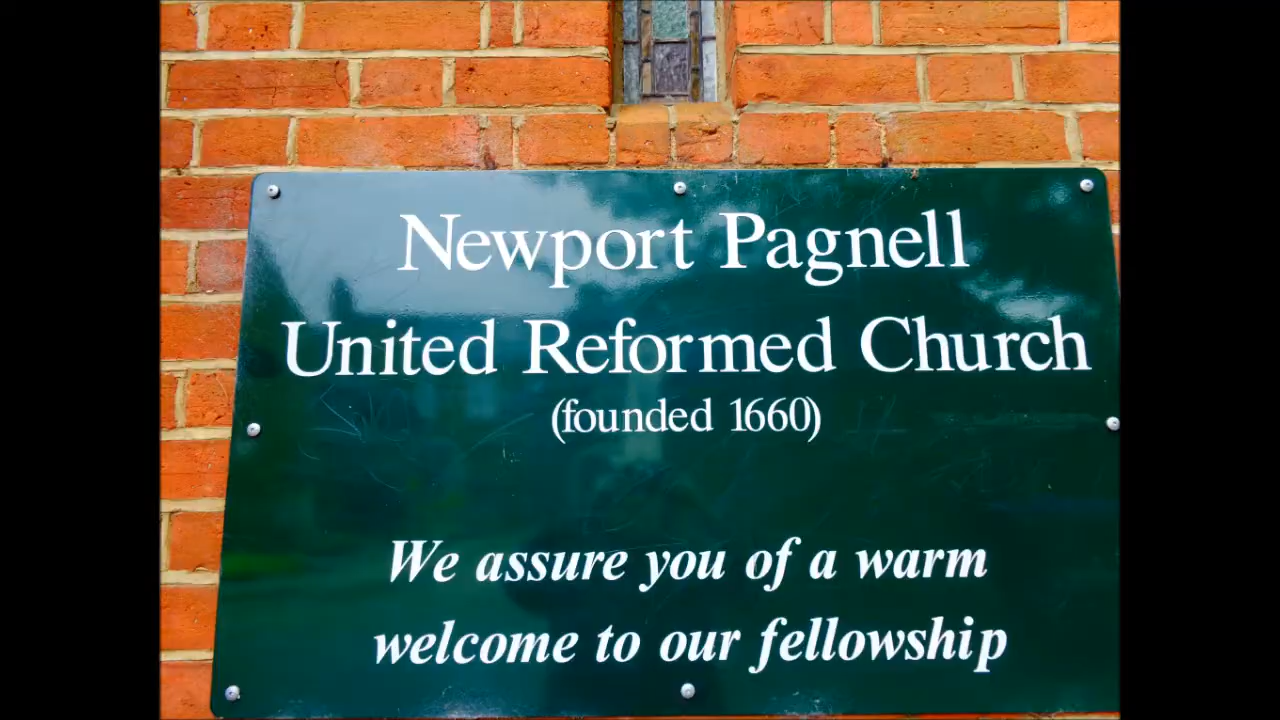 Newport Pagnell
United Reformed Church
(founded 1660)
We assure you of a warm
welcome to our fellowship